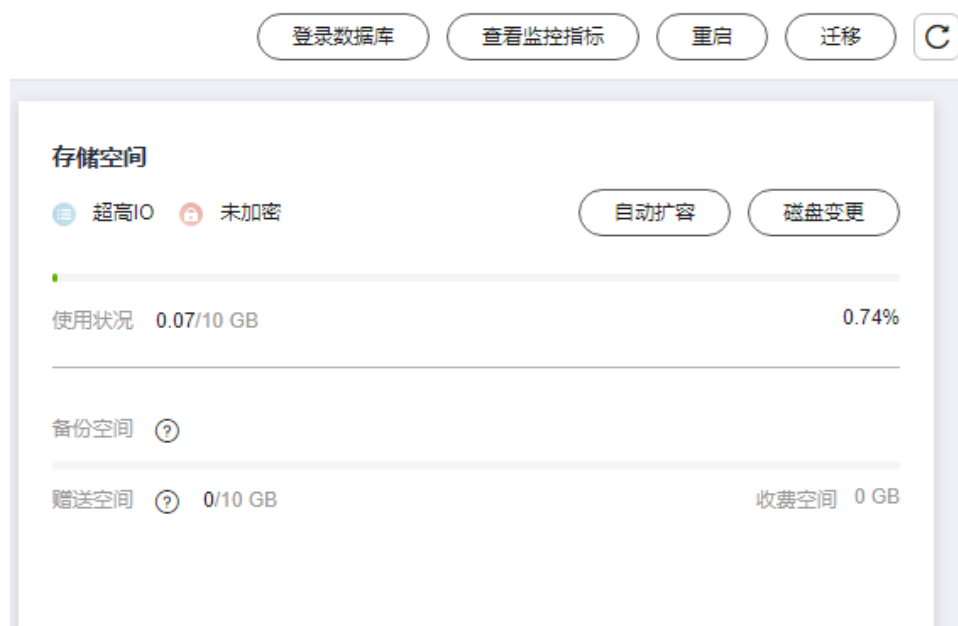 登录数据库 查看监控指标 重启 迁移
存储空间
超高IO 未加密 自动扩容 磁盘变更
使用状况 0.07/10 GB 0.74%
备份空间 ?
赠送空间 ? 0/10 GB 收费空间 0 GB